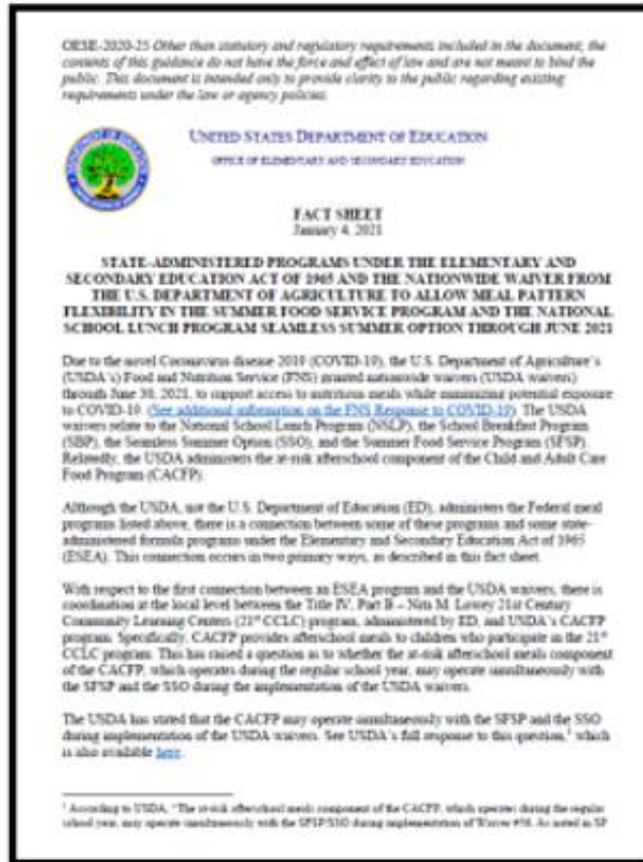 OESE-2020-25 Other than statutory and regulatory requirements included in the document, the
contents of this guidance do not have the force and effect of law and are not meant to bind the
public. This document is intended only to provide clarity to the public regarding existing
requirements under the law or agency policies.
UNITED STATES DEPARTMENT OF EDUCATION
OFFICE OF ELEMENTARY AND SECONDARY EDUCATION
FACT SHEET
January 4, 2021
STATE-ADMINISTERED PROGRAMS UNDER THE ELEMENTARY AND
SECONDARY EDUCATION ACT OF 1965 AND THE NATIONWIDE WAIVER FROM
THE U.S. DEPARTMENT OF AGRICULTURE TO ALLOW MEAL PATTERN
FLEXIBILITY IN THE SUMMER FOOD SERVICE PROGRAM AND THE NATIONAL
SCHOOL LUNCH PROGRAM SEAMLESS SUMMER OPTION THROUGH JUNE 2021
Due to the novel Coronavirus disease 2019 (COVID-19), the U.S. Department of Agriculture's
(USDA's) Food and Nutrition Service (FNS) granted nationwide waivers (USDA waivers)
through June 30, 2021, to support access to nutritious meals while minimizing potential exposure
to COVID-19. (See additional information on the FNS Response to COVID-19). The USDA
waivers relate to the National School Lunch Program (NSLP), the School Breakfast Program
(SBP), the Seamless Summer Option (SSO), and the Summer Food Service Program (SFSP).
Relatedly, the USDA administers the at-risk afterschool component of the Child and Adult Care
Food Program (CACFP).
Although the USDA, not the U.S. Department of Education (ED), administers the Federal meal
programs listed above, there is a connection between some of these programs and some state-
administered formula programs under the Elementary and Secondary Education Act of 1965
(ESEA). This connection occurs in two primary ways, as described in this fact sheet.
With respect to the first connection between an ESEA program and the USDA waivers, there is
coordination at the local level between the Title IV, Part B – Nita M. Lowey 21st Century
Community Learning Centers (21st CCLC) program, administered by ED, and USDA's CACFP
program. Specifically, CACFP provides afterschool meals to children who participate in the 21st
CCLC program. This has raised a question as to whether the at-risk afterschool meals component
of the CACFP, which operates during the regular school year, may operate simultaneously with
the SFSP and the SSO during the implementation of the USDA waivers.
The USDA has stated that the CACFP may operate simultaneously with the SFSP and the SSO
during implementation of the USDA waivers. See USDA's full response to this question,1 which
is also available here.
1 According to USDA, "The at-risk afterschool meals component of the CACFP, which operates during the regular
school year, may operate simultaneously with the SFSP/SSO during implementation of Waiver #56. As noted in SP